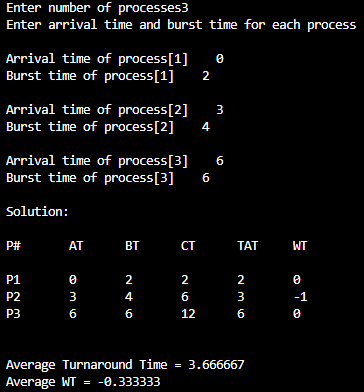 Enter number of processes3
Enter arrival time and burst time for each process
Arrival time of process[1] 0
Burst time of process[1] 2
Arrival time of process[2] 3
Burst time of process[2] 4
Arrival time of process[3] 6
Burst time of process[3] 6
Solution:
P# AT BT CT TAT WT
P1 0 2 2 2 0
P2 3 4 6 3 -1
P3 6 6 12 6 0
Average Turnaround Time = 3.666667
Average WT = -0.333333